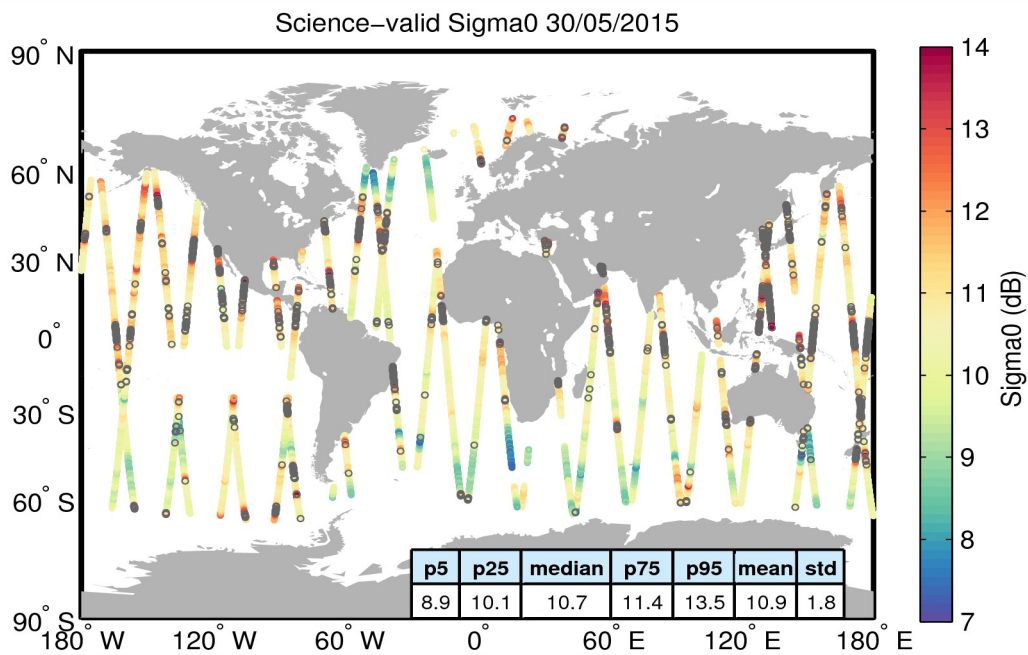 Science−valid Sigma0 30/05/2015
90° N
60° N
30° N
0°
30° S
60° S
90° S
180° W
120° W
60° W
0°
60° E
120° E
180° E
p5 p25 median p75 p95 mean std
8.9 10.1 10.7 11.4 13.5 10.9 1.8
14
13
12
11
10
9
8
7
Sigma0 (dB)